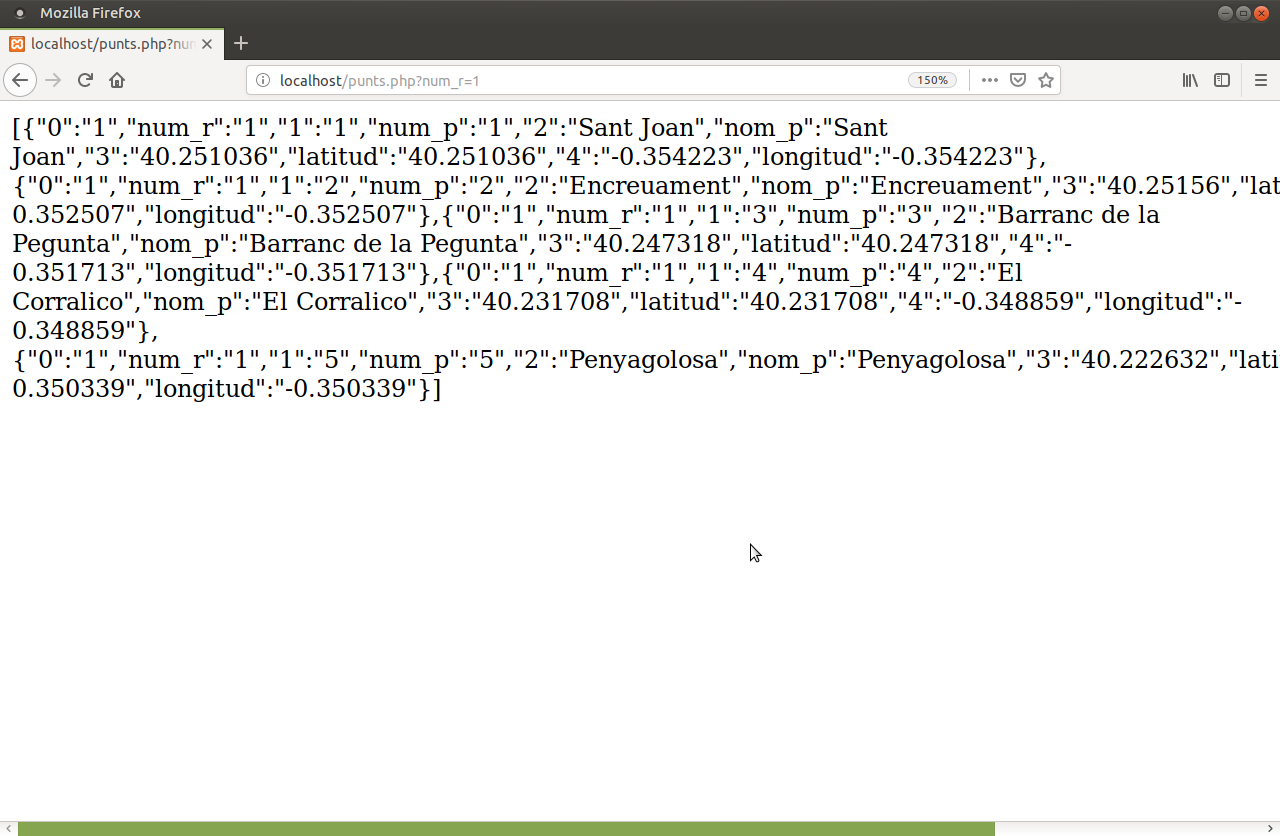 Mozilla Firefox
localhost/punts.php?nu
localhost/punts.php?num_r=1
150%
[{"0":"1","num_r":"1","1":"1","num_p":"1","2":"Sant Joan","nom_p":"Sant
Joan","3":"40.251036","latitud":"40.251036","4":"-0.354223","longitud":"-0.354223"},
{"0":"1","num_r":"1","1":"2","num_p":"2","2":"Encreuament","nom_p":"Encreuament","3":"40.25156","lat
0.352507","longitud":"-0.352507"},{"0":"1","num_r":"1","1":"3","num_p":"3","2":"Barranc de la
Pegunta","nom_p":"Barranc de la Pegunta","3":"40.247318","latitud":"40.247318","4":"-
0.351713","longitud":"-0.351713"},{"0":"1","num_r":"1","1":"4","num_p":"4","2":"El
Corralico","nom_p":"El Corralico","3":"40.231708","latitud":"40.231708","4":"-0.348859","longitud":"-
0.348859"},
{"0":"1","num_r":"1","1":"5","num_p":"5","2":"Penyagolosa","nom_p":"Penyagolosa","3":"40.222632","lati
0.350339","longitud":"-0.350339"}]